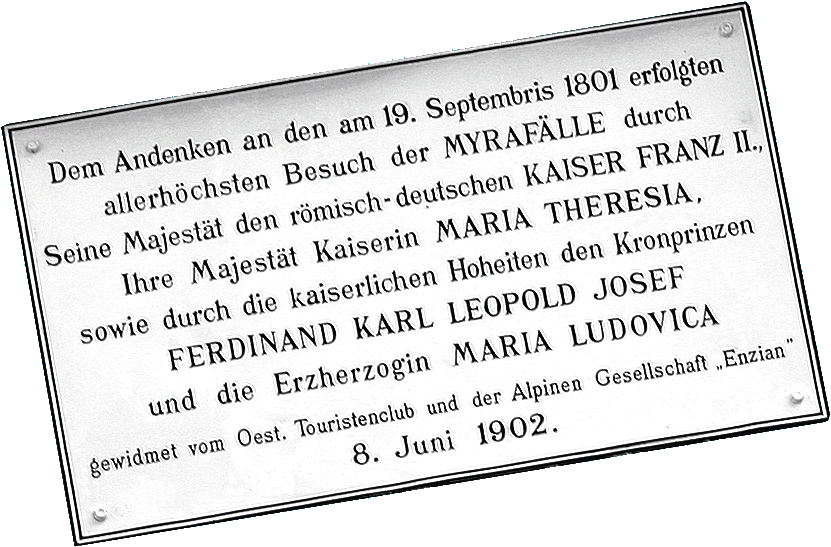 Dem Andenken an den am 19. Septembris 1801 erfolgten
allerhöchsten Besuch der MYRAFÄLLE durch
Seine Majestät den römisch-deutschen KAISER FRANZ II.,
Ihre Majestät Kaiserin MARIA THERESIA,
sowie durch die kaiserlichen Hoheiten den Kronprinzen
FERDINAND KARL LEOPOLD JOSEF
und die Erzherzogin MARIA LUDOVICA
gewidmet vom Oest. Touristenclub und der Alpinen Gesellschaft „Enzian”
8. Juni 1902.